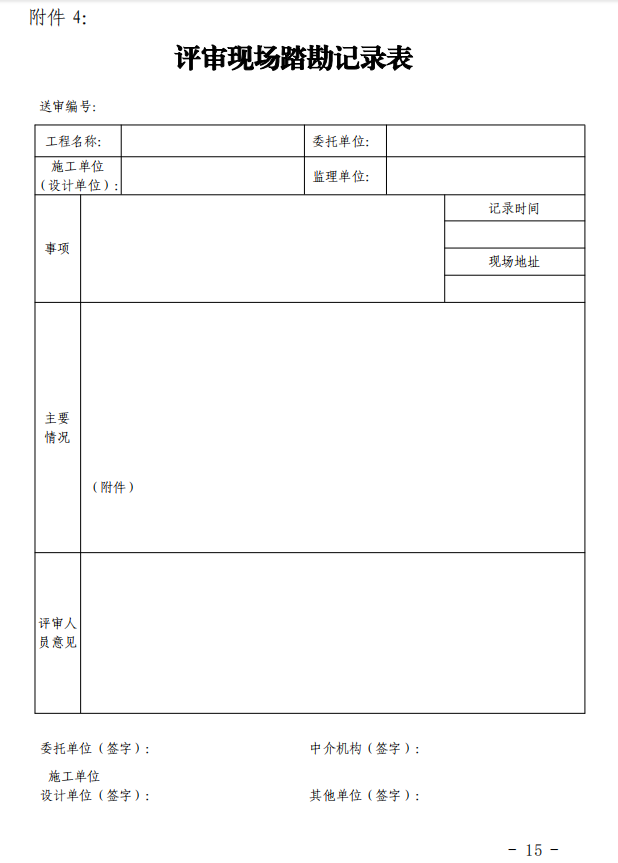 附件 4：
评审现场踏勘记录表
送审编号：
工程名称：
委托单位：
施工单位
（设计单位）：
监理单位：
事项
记录时间
现场地址
主要
情况
（附件）
评审人
员意见
委托单位（签字）：
中介机构（签字）：
施工单位
设计单位（签字）：
其他单位（签字）：
- 15 -